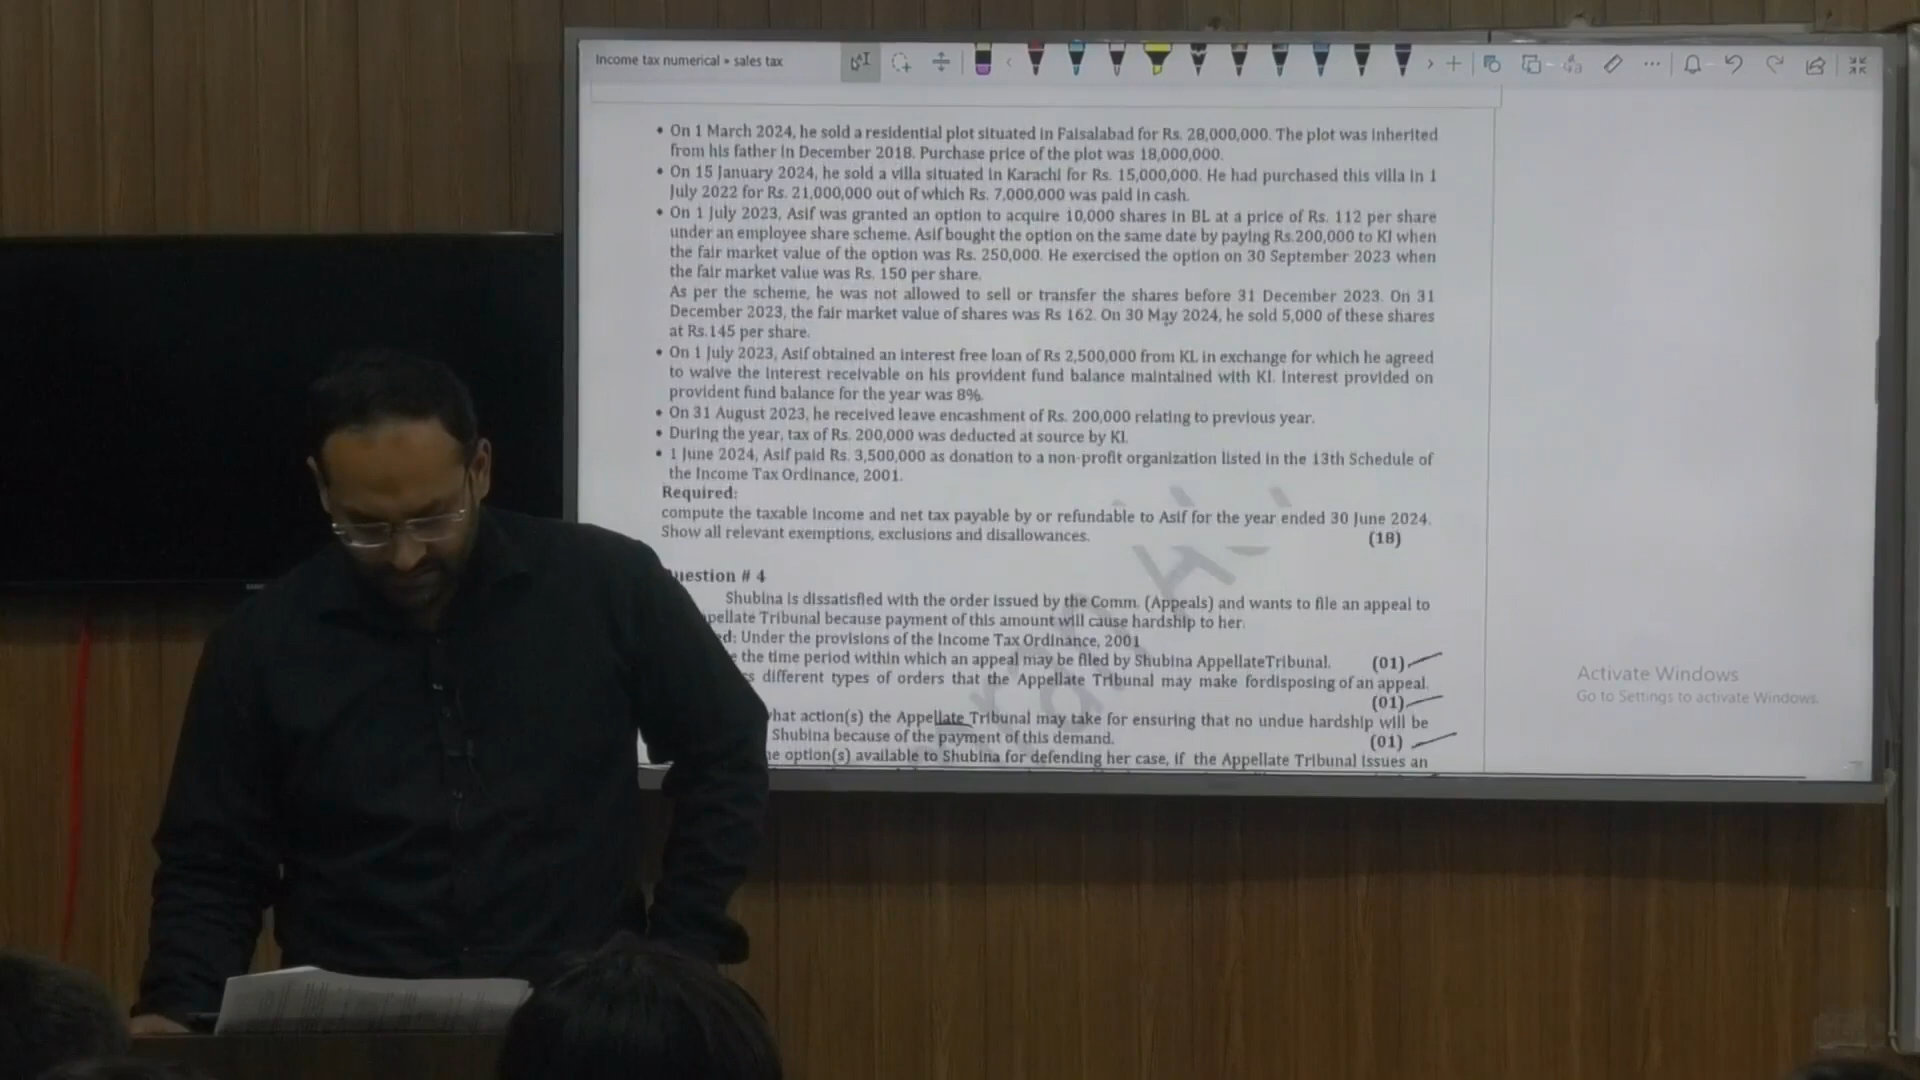 Income tax numerical + sales tax
• On 1 March 2024, he sold a residential plot situated in Faisalabad for Rs. 28,000,000. The plot was inherited
from his father in December 2018. Purchase price of the plot was 18,000,000.
• On 15 January 2024, he sold a villa situated in Karachi for Rs. 15,000,000. He had purchased this villa in 1
July 2022 for Rs. 21,000,000 out of which Rs. 7,000,000 was paid in cash.
• On 1 July 2023, Asif was granted an option to acquire 10,000 shares in BL at a price of Rs. 112 per share
under an employee share scheme. Asif bought the option on the same date by paying Rs.200,000 to KI when
the fair market value of the option was Rs. 250,000. He exercised the option on 30 September 2023 when
the fair market value was Rs. 150 per share.
As per the scheme, he was not allowed to sell or transfer the shares before 31 December 2023. On 31
December 2023, the fair market value of shares was Rs 162. On 30 May 2024, he sold 5,000 of these shares
at Rs.145 per share.
• On 1 July 2023, Asif obtained an interest free loan of Rs 2,500,000 from KL in exchange for which he agreed
to waive the interest receivable on his provident fund balance maintained with KI. Interest provided on
provident fund balance for the year was 8%.
• On 31 August 2023, he received leave encashment of Rs. 200,000 relating to previous year.
• During the year, tax of Rs. 200,000 was deducted at source by KI.
• 1 June 2024, Asif paid Rs. 3,500,000 as donation to a non-profit organization listed in the 13th Schedule of
the Income Tax Ordinance, 2001.
Required:
compute the taxable income and net tax payable by or refundable to Asif for the year ended 30 June 2024.
Show all relevant exemptions, exclusions and disallowances. (18)
uestion # 4
Shubina is dissatisfied with the order issued by the Comm. (Appeals) and wants to file an appeal to
pellate Tribunal because payment of this amount will cause hardship to her.
ed: Under the provisions of the Income Tax Ordinance, 2001
e the time period within which an appeal may be filed by Shubina AppellateTribunal. (01)
s different types of orders that the Appellate Tribunal may make fordisposing of an appeal.
(01)
hat action(s) the Appellate Tribunal may take for ensuring that no undue hardship will be
Shubina because of the payment of this demand. (01)
e option(s) available to Shubina for defending her case, if the Appellate Tribunal issues an
Activate Windows
Go to Settings to activate Windows.